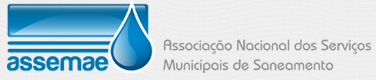 assemae
Associação Nacional dos Serviços
Municipais de Saneamento